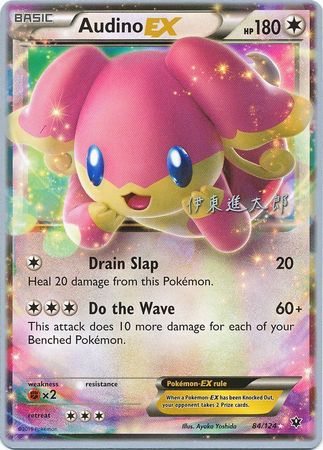 BASIC
Audino EX HP180
伊東進太郎
Drain Slap 20
Heal 20 damage from this Pokémon.
Do the Wave 60+
This attack does 10 more damage for each of your
Benched Pokémon.
weakness resistance
×2
Pokémon-EX rule
When a Pokémon-EX has been Knocked Out,
your opponent takes 2 Prize cards.
retreat
©2016 Pokémon Illus. Ayaka Yoshida 84/124